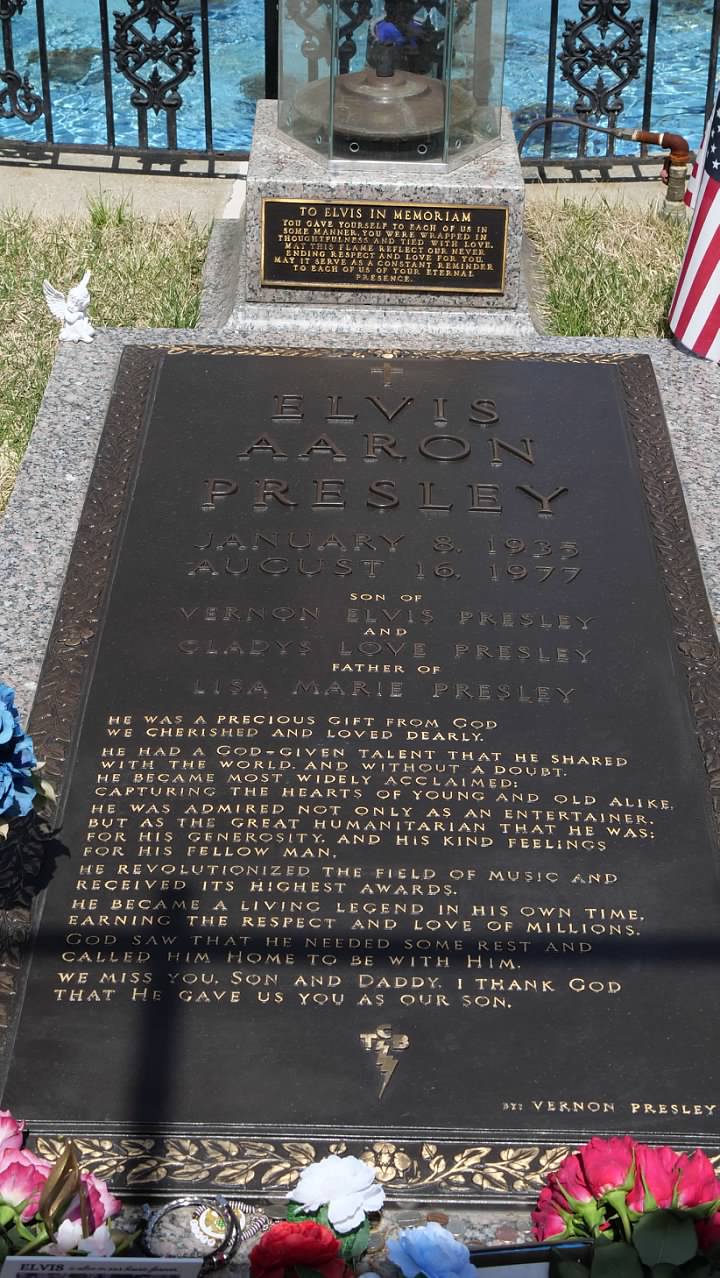 TO ELVIS IN MEMORIAM
YOU GAVE YOURSELF TO EACH OF US IN
SOME MANNER. YOU WERE WRAPPED IN
THOUGHTFULNESS AND TIED WITH LOVE.
MAY THIS FLAME REFLECT OUR NEVER
ENDING RESPECT AND LOVE FOR YOU.
MAY IT SERVE AS A CONSTANT REMINDER
TO EACH OF US OF YOUR ETERNAL
PRESENCE.
ELVIS
AARON
PRESLEY
JANUARY 8, 1935
AUGUST 16, 1977
SON OF
VERNON ELVIS PRESLEY
AND
GLADYS LOVE PRESLEY
FATHER OF
LISA MARIE PRESLEY
HE WAS A PRECIOUS GIFT FROM GOD
WE CHERISHED AND LOVED DEARLY.
HE HAD A GOD-GIVEN TALENT THAT HE SHARED
WITH THE WORLD. AND WITHOUT A DOUBT.
HE BECAME MOST WIDELY ACCLAIMED;
CAPTURING THE HEARTS OF YOUNG AND OLD ALIKE.
HE WAS ADMIRED NOT ONLY AS AN ENTERTAINER.
BUT AS THE GREAT HUMANITARIAN THAT HE WAS;
FOR HIS GENEROSITY, AND HIS KIND FEELINGS
FOR HIS FELLOW MAN.
HE REVOLUTIONIZED THE FIELD OF MUSIC AND
RECEIVED ITS HIGHEST AWARDS.
HE BECAME A LIVING LEGEND IN HIS OWN TIME,
EARNING THE RESPECT AND LOVE OF MILLIONS.
GOD SAW THAT HE NEEDED SOME REST AND
CALLED HIM HOME TO BE WITH HIM.
WE MISS YOU, SON AND DADDY. I THANK GOD
THAT HE GAVE US YOU AS OUR SON.
TCB
BY: VERNON PRESLEY
ELVIS